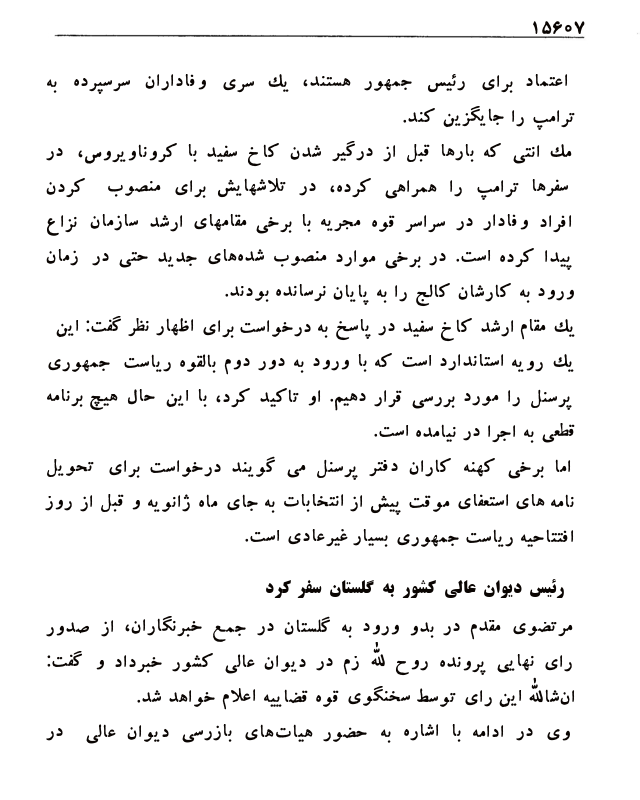 ۱۵۶۰۷
اعتماد برای رئیس جمهور هستند، یك سری وفاداران سرسپرده به
ترامپ را جایگزین کند.
مك انتی که بارها قبل از درگیر شدن کاخ سفید با کروناویروس، در
سفرها ترامپ را همراهی کرده، در تلاشهایش برای منصوب کردن
افراد وفادار در سراسر قوه مجریه با برخی مقامهای ارشد سازمان نزاع
پیدا کرده است. در برخی موارد منصوب شده‌های جدید حتی در زمان
ورود به کارشان کالج را به پایان نرسانده بودند.
یك مقام ارشد کاخ سفید در پاسخ به درخواست برای اظهار نظر گفت: این
یك رویه استاندارد است که با ورود به دور دوم بالقوه ریاست جمهوری
پرسنل را مورد بررسی قرار دهیم. او تاکید کرد، با این حال هیچ برنامه
قطعی به اجرا در نیامده است.
اما برخی کهنه کاران دفتر پرسنل می گویند درخواست برای تحویل
نامه های استعفای موقت پیش از انتخابات به جای ماه ژانویه و قبل از روز
افتتاحیه ریاست جمهوری بسیار غیرعادی است.
رئیس دیوان عالی کشور به گلستان سفر کرد
مرتضوی مقدم در بدو ورود به گلستان در جمع خبرنگاران، از صدور
رای نهایی پرونده روح الله زم در دیوان عالی کشور خبرداد و گفت:
ان‌شاالله این رای توسط سخنگوی قوه قضاییه اعلام خواهد شد.
وی در ادامه با اشاره به حضور هیات‌های بازرسی دیوان عالی در